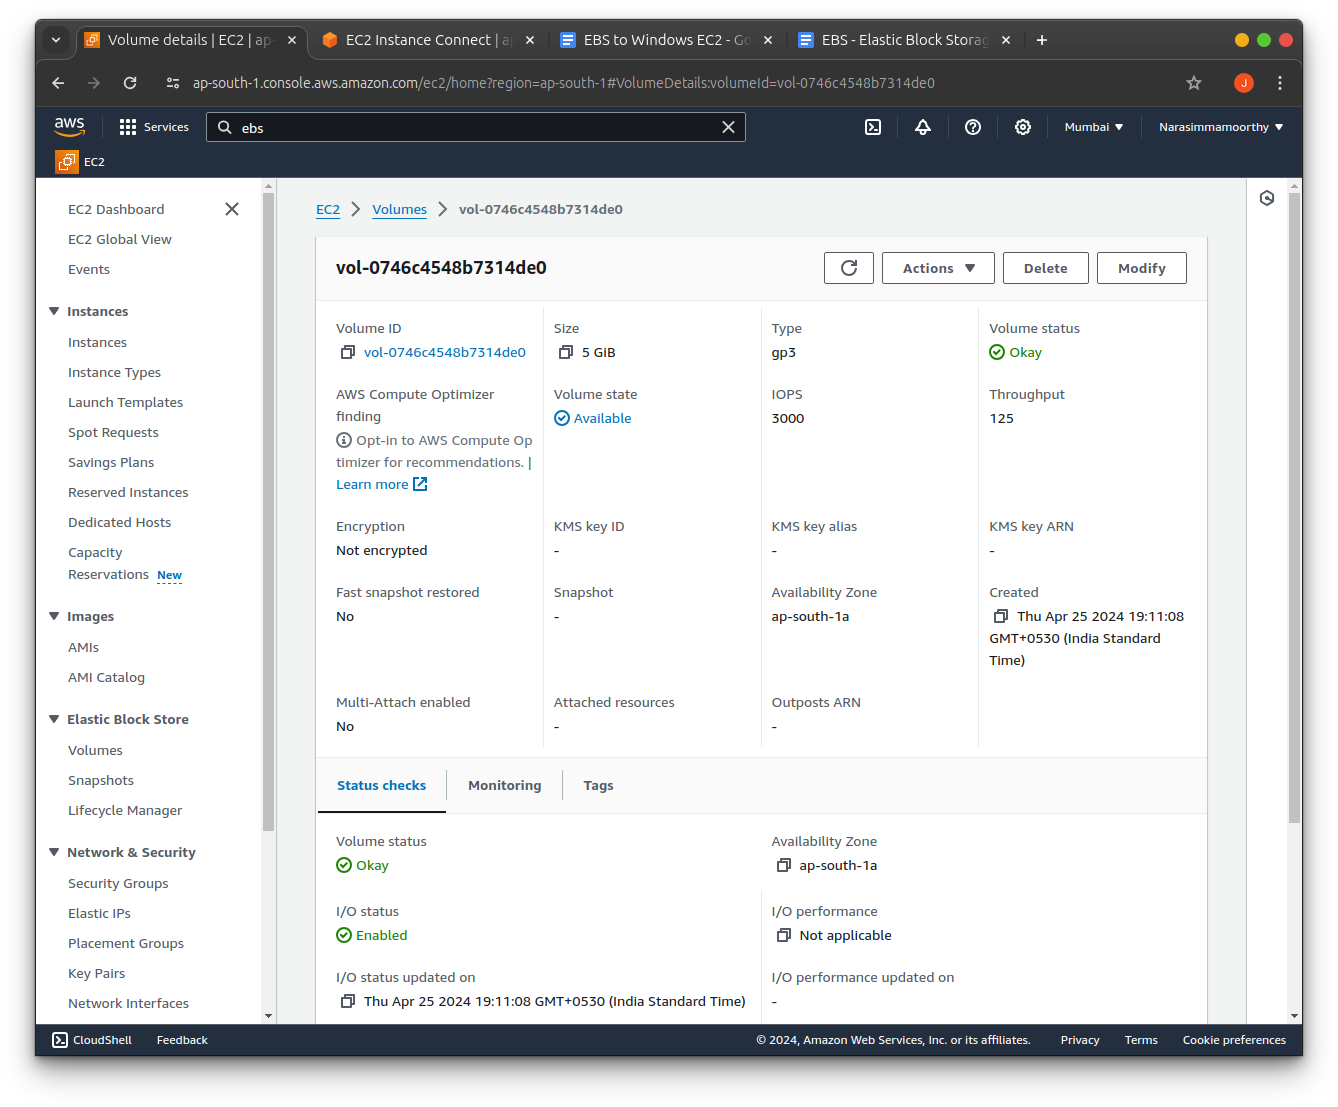 Volume details | EC2 | ap-
EC2 Instance Connect | a
EBS to Windows EC2 - Go
EBS - Elastic Block Storag
ap-south-1.console.aws.amazon.com/ec2/home?region=ap-south-1#VolumeDetails:volumeId=vol-0746c4548b7314de0
J
aws
Services
ebs
Mumbai
Narasimmamoorthy
EC2
EC2 Dashboard
EC2 Global View
Events
Instances
Instances
Instance Types
Launch Templates
Spot Requests
Savings Plans
Reserved Instances
Dedicated Hosts
Capacity
Reservations New
Images
AMIs
AMI Catalog
Elastic Block Store
Volumes
Snapshots
Lifecycle Manager
Network & Security
Security Groups
Elastic IPs
Placement Groups
Key Pairs
Network Interfaces
EC2 > Volumes > vol-0746c4548b7314de0
vol-0746c4548b7314de0
Actions
Delete
Modify
Volume ID
vol-0746c4548b7314de0
Size
5 GiB
Type
gp3
Volume status
Okay
AWS Compute Optimizer
finding
Opt-in to AWS Compute Op
timizer for recommendations. |
Learn more
Volume state
Available
IOPS
3000
Throughput
125
Encryption
Not encrypted
KMS key ID
-
KMS key alias
-
KMS key ARN
-
Fast snapshot restored
No
Snapshot
-
Availability Zone
ap-south-1a
Created
Thu Apr 25 2024 19:11:08
GMT+0530 (India Standard
Time)
Multi-Attach enabled
No
Attached resources
-
Outposts ARN
-
Status checks
Monitoring
Tags
Volume status
Okay
Availability Zone
ap-south-1a
I/O status
Enabled
I/O performance
Not applicable
I/O status updated on
Thu Apr 25 2024 19:11:08 GMT+0530 (India Standard Time)
I/O performance updated on
-
CloudShell
Feedback
© 2024, Amazon Web Services, Inc. or its affiliates.
Privacy
Terms
Cookie preferences